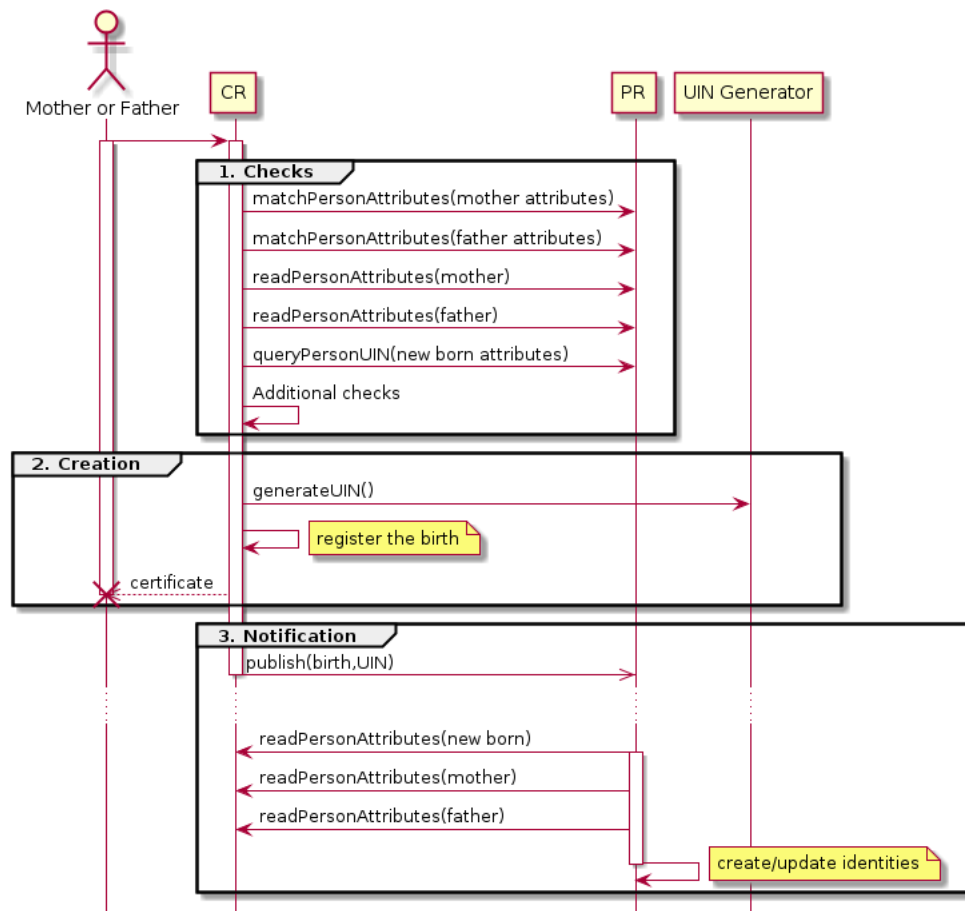 Mother or Father
CR
PR
UIN Generator
1. Checks
matchPersonAttributes(mother attributes)
matchPersonAttributes(father attributes)
readPersonAttributes(mother)
readPersonAttributes(father)
queryPersonUIN(new born attributes)
Additional checks
2. Creation
generateUIN()
register the birth
certificate
3. Notification
publish(birth,UIN)
readPersonAttributes(new born)
readPersonAttributes(mother)
readPersonAttributes(father)
create/update identities